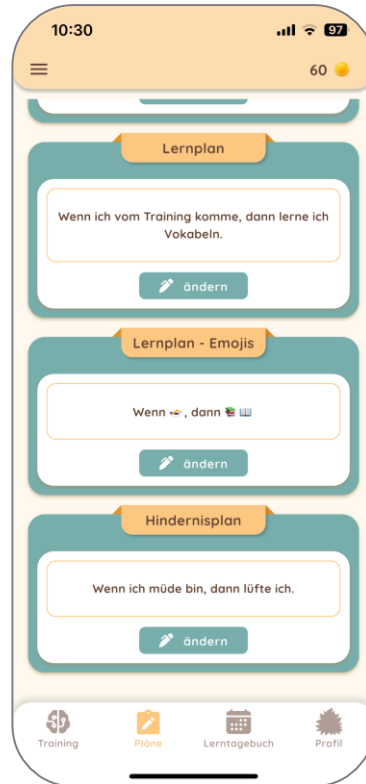 10:30
97
60
Lernplan
Wenn ich vom Training komme, dann lerne ich
Vokabeln.
ändern
Lernplan - Emojis
Wenn 🏎️, dann 📚 📖
ändern
Hindernisplan
Wenn ich müde bin, dann lüfte ich.
ändern
Training
Pläne
Lerntagebuch
Profil